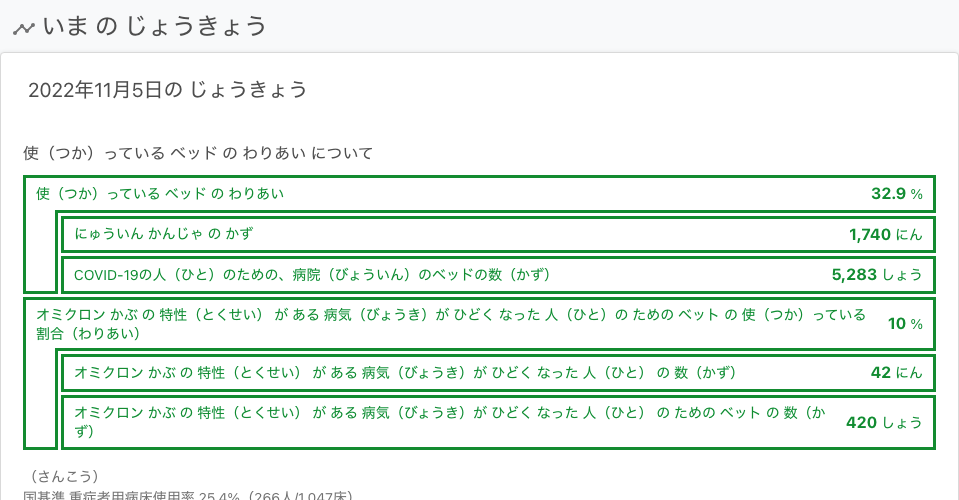 いま の じょうきょう
2022年11月5日の じょうきょう
使（つか）っている ベッド の わりあい について
使（つか）っている ベッド の わりあい 32.9 %
にゅういん かんじゃ の かず 1,740 にん
COVID-19の人（ひと）のための、病院（びょういん）のベッドの数（かず） 5,283 しょう
オミクロン かぶ の 特性（とくせい） が ある 病気（びょうき）が ひどく なった 人（ひと）の ための ベット の 使（つか）っている
割合（わりあい） 10 %
オミクロン かぶ の 特性（とくせい） が ある 病気（びょうき）が ひどく なった 人（ひと） の 数（かず） 42 にん
オミクロン かぶ の 特性（とくせい） が ある 病気（びょうき）が ひどく なった 人（ひと） の ための ベット の 数（か
ず） 420 しょう
（さんこう）
国基準 重症者用病床使用率 25.4%（266人/1,047床）